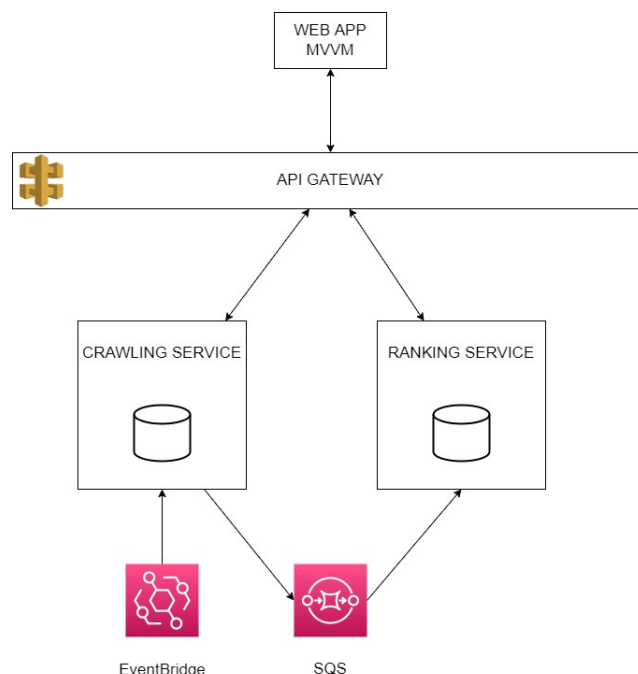 WEB APP
MVVM
API GATEWAY
CRAWLING SERVICE
RANKING SERVICE
EventBridge
SQS